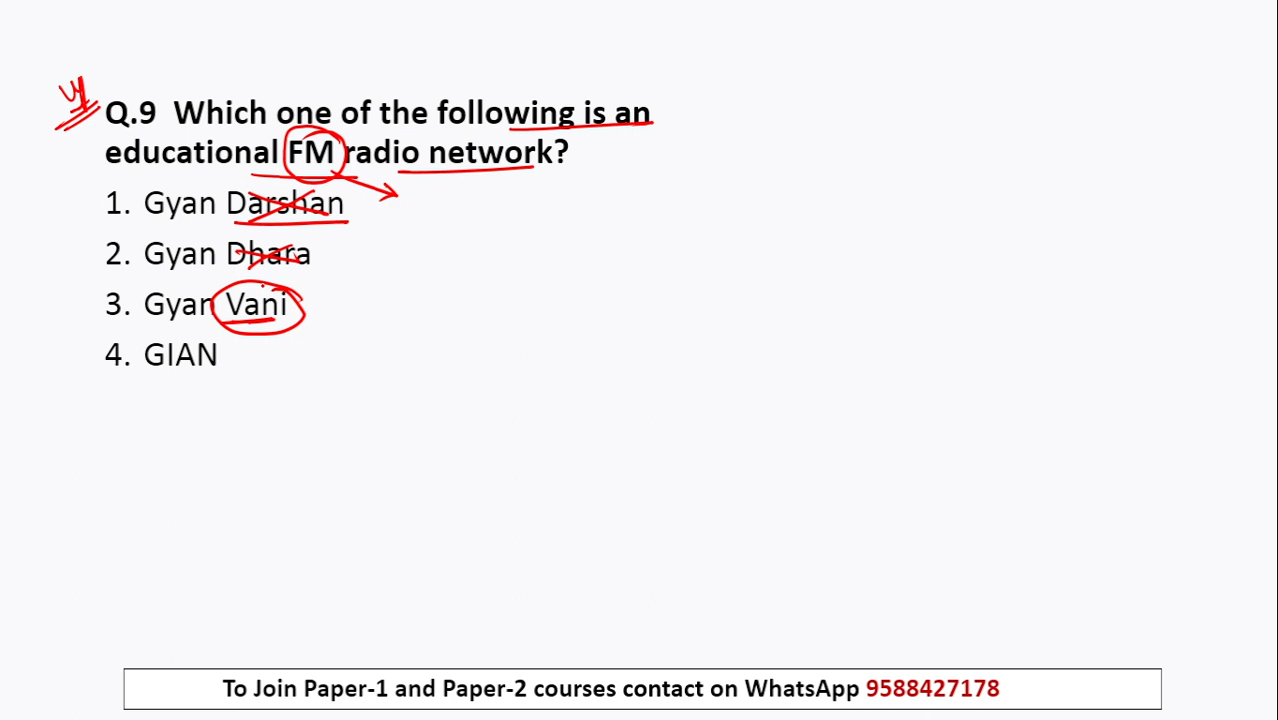 Q.9 Which one of the following is an
educational FM radio network?
1. Gyan Darshan
2. Gyan Dhara
3. Gyan Vani
4. GIAN
To Join Paper-1 and Paper-2 courses contact on WhatsApp 9588427178